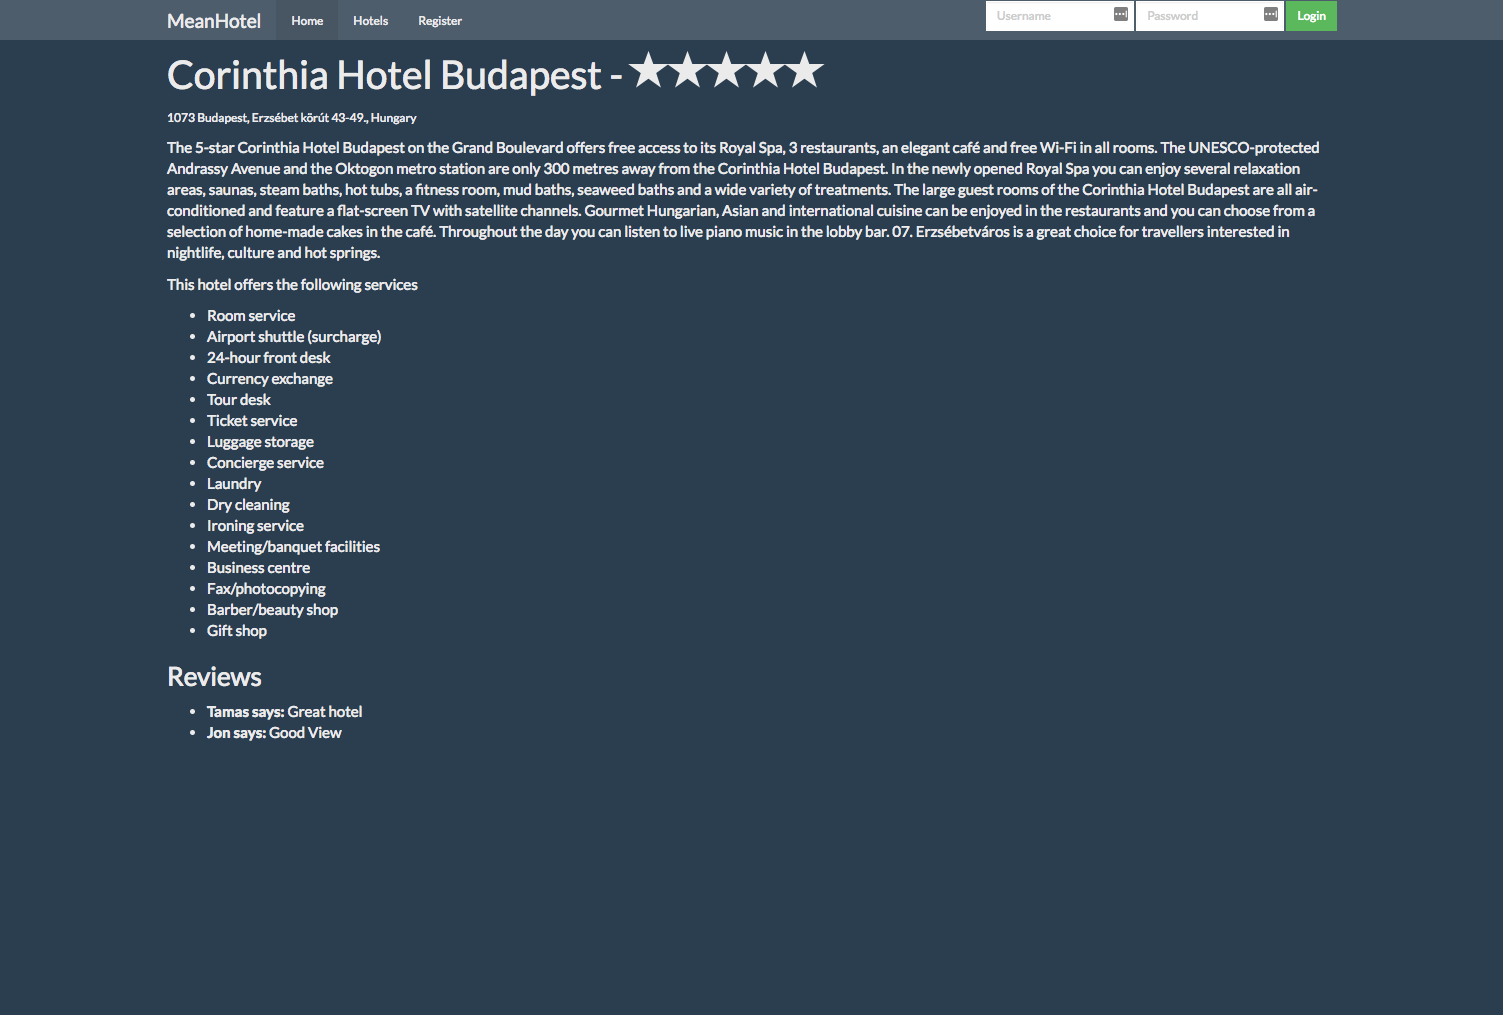 MeanHotel Home Hotels Register Username Password Login
Corinthia Hotel Budapest - ★★★★★
1073 Budapest, Erzsébet körút 43-49., Hungary
The 5-star Corinthia Hotel Budapest on the Grand Boulevard offers free access to its Royal Spa, 3 restaurants, an elegant café and free Wi-Fi in all rooms. The UNESCO-protected
Andrassy Avenue and the Oktogon metro station are only 300 metres away from the Corinthia Hotel Budapest. In the newly opened Royal Spa you can enjoy several relaxation
areas, saunas, steam baths, hot tubs, a fitness room, mud baths, seaweed baths and a wide variety of treatments. The large guest rooms of the Corinthia Hotel Budapest are all air-
conditioned and feature a flat-screen TV with satellite channels. Gourmet Hungarian, Asian and international cuisine can be enjoyed in the restaurants and you can choose from a
selection of home-made cakes in the café. Throughout the day you can listen to live piano music in the lobby bar. 07. Erzsébetváros is a great choice for travellers interested in
nightlife, culture and hot springs.
This hotel offers the following services
• Room service
• Airport shuttle (surcharge)
• 24-hour front desk
• Currency exchange
• Tour desk
• Ticket service
• Luggage storage
• Concierge service
• Laundry
• Dry cleaning
• Ironing service
• Meeting/banquet facilities
• Business centre
• Fax/photocopying
• Barber/beauty shop
• Gift shop
Reviews
• Tamas says: Great hotel
• Jon says: Good View